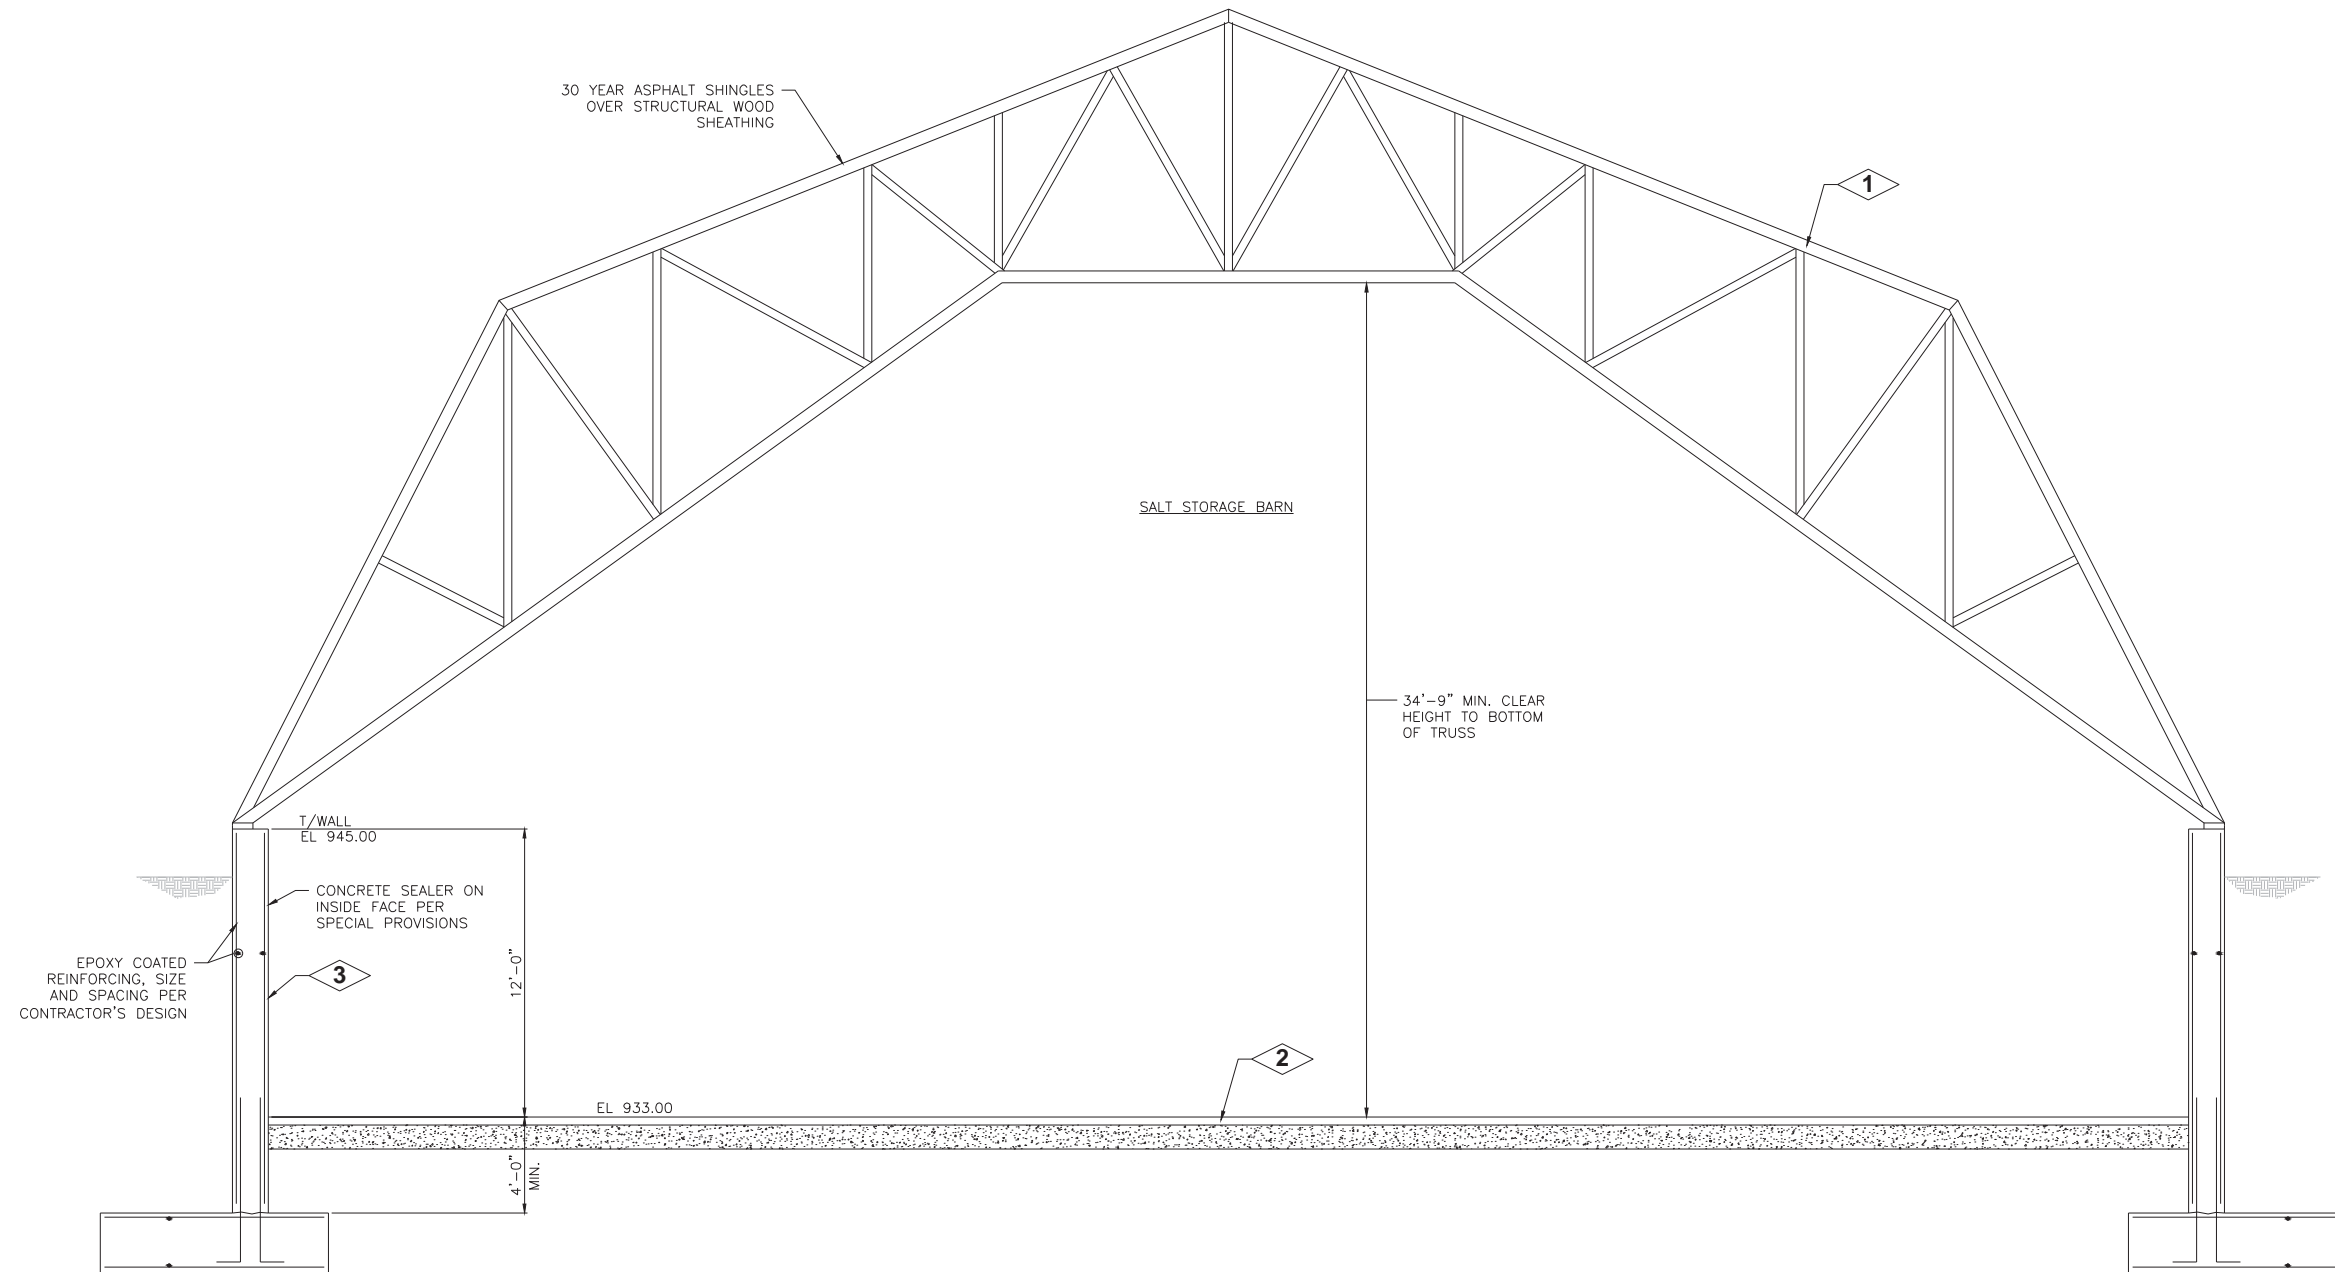 30 YEAR ASPHALT SHINGLES
OVER STRUCTURAL WOOD
SHEATHING
1
SALT STORAGE BARN
34'-9" MIN. CLEAR
HEIGHT TO BOTTOM
OF TRUSS
T/WALL
EL 945.00
CONCRETE SEALER ON
INSIDE FACE PER
SPECIAL PROVISIONS
EPOXY COATED
REINFORCING, SIZE
AND SPACING PER
CONTRACTOR'S DESIGN
3
12'-0"
2
EL 933.00
4'-0"
MIN.